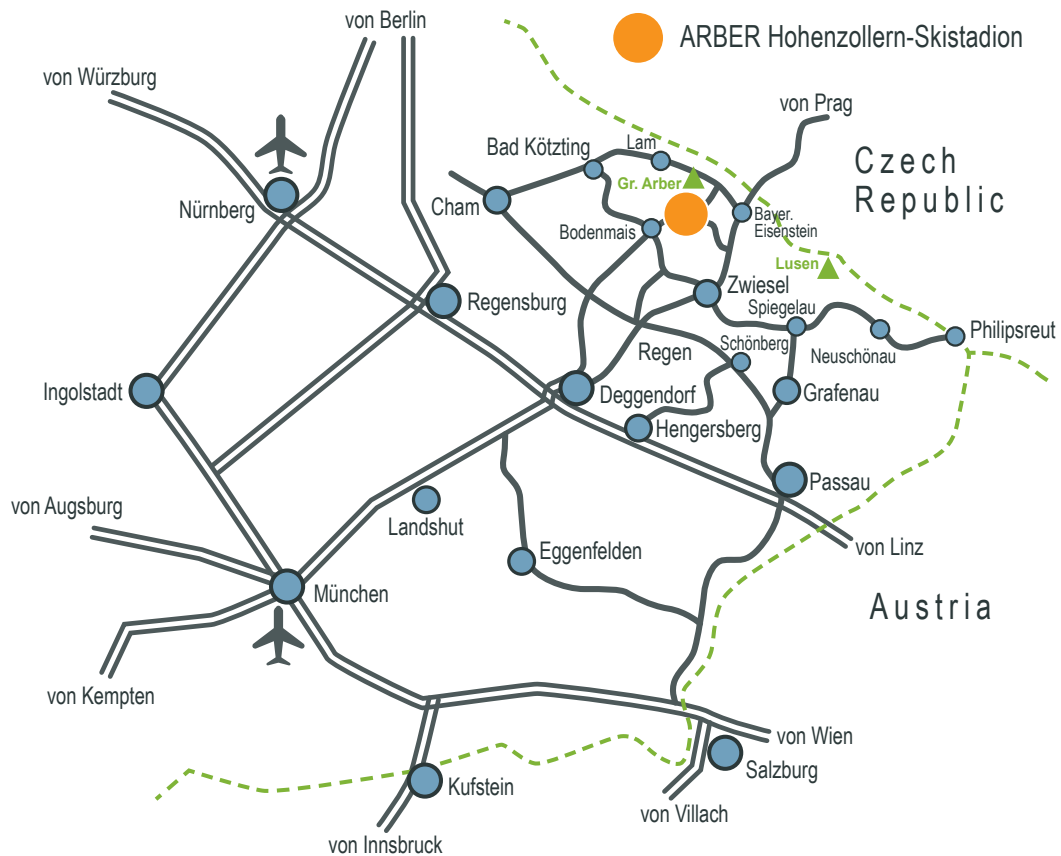 von Berlin
ARBER Hohenzollern-Skistadion
von Würzburg
von Prag
Lam
Bad Kötzting
Czech
Republic
Gr. Arber
Nürnberg
Cham
Bayer.
Eisenstein
Bodenmais
Lusen
Zwiesel
Regensburg
Spiegelau
Philipsreut
Schönberg
Regen
Neuschönau
Ingolstadt
Deggendorf
Grafenau
Hengersberg
Passau
von Augsburg
Landshut
von Linz
Eggenfelden
München
Austria
von Kempten
von Wien
Salzburg
Kufstein
von Villach
von Innsbruck